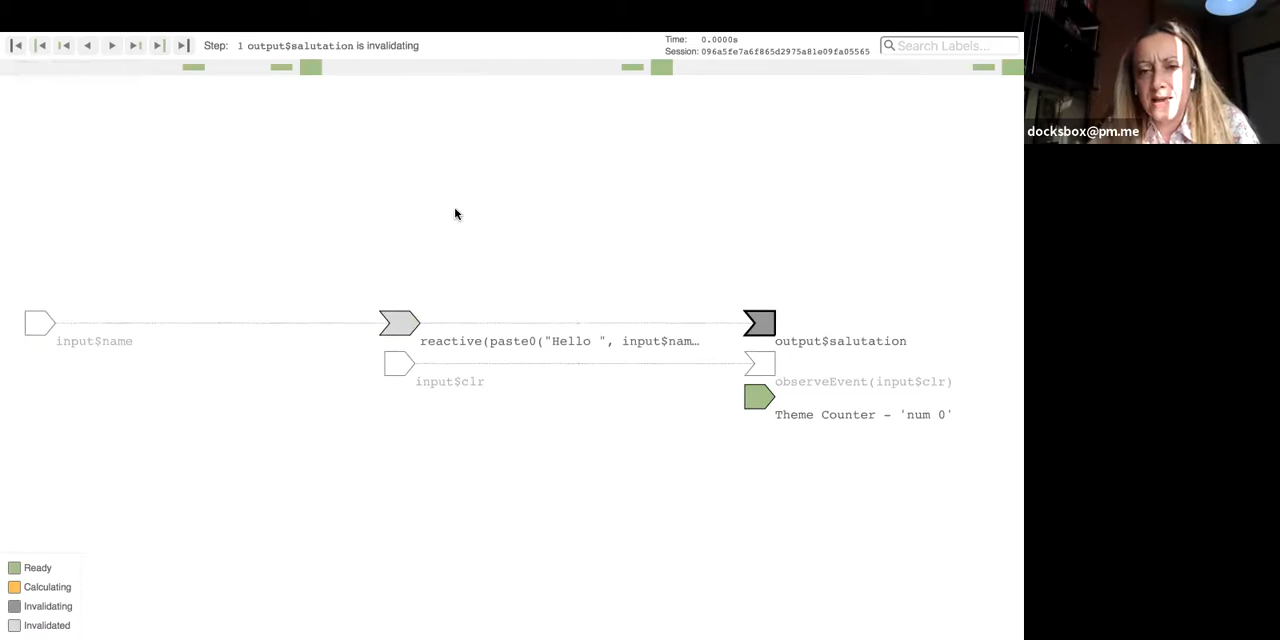 Step: 1 output$salutation is invalidating
Time: 0.0000s
Session: 096a5fe7a6f865d2975a81e09fa05565
Search Labels...
docksbox@pm.me
input$name
reactive(paste0("Hello ", input$nam…
output$salutation
input$clr
observeEvent(input$clr)
Theme Counter - 'num 0'
Ready
Calculating
Invalidating
Invalidated